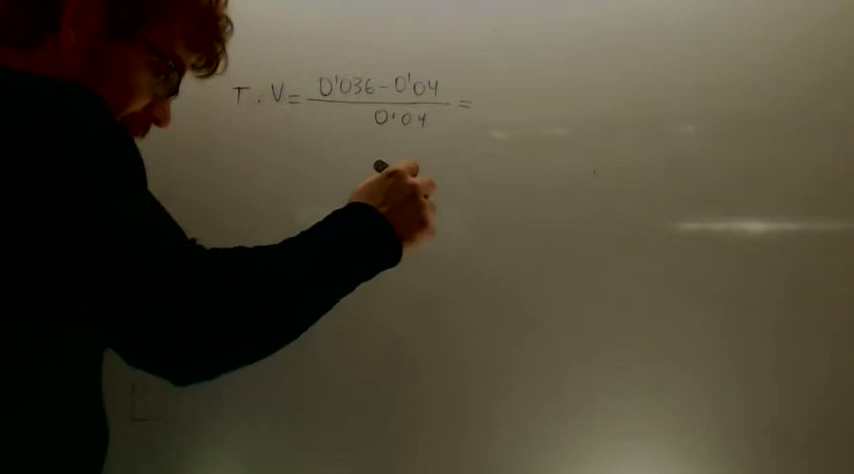 T.V = 0'036 - 0'04 / 0'04 =